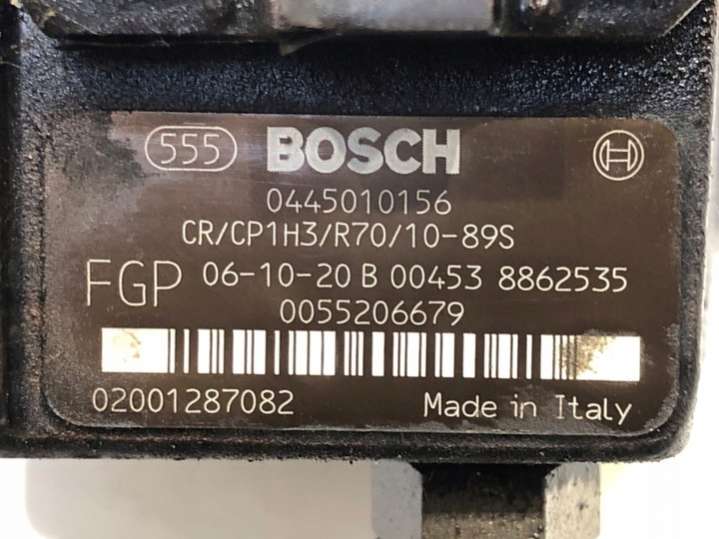 555 BOSCH
0445010156
CR/CP1H3/R70/10-89S
FGP 06-10-20 B 00453 8862535
0055206679
02001287082 Made in Italy